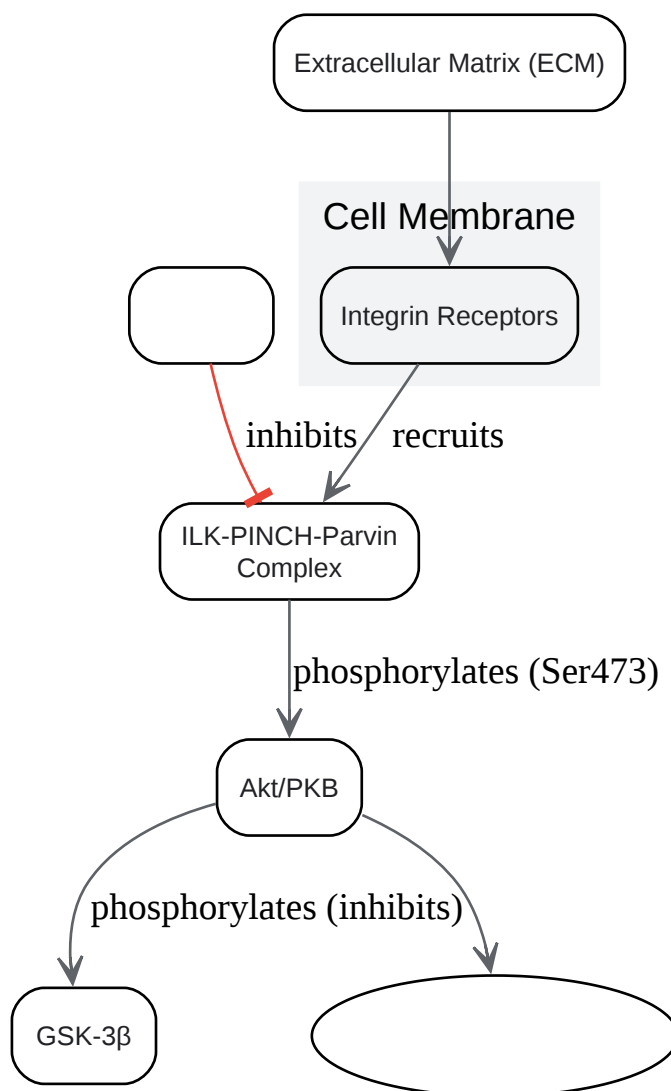 Extracellular Matrix (ECM)
Cell Membrane
Integrin Receptors
inhibits
recruits
ILK-PINCH-Parvin
Complex
phosphorylates (Ser473)
Akt/PKB
phosphorylates (inhibits)
GSK-3β